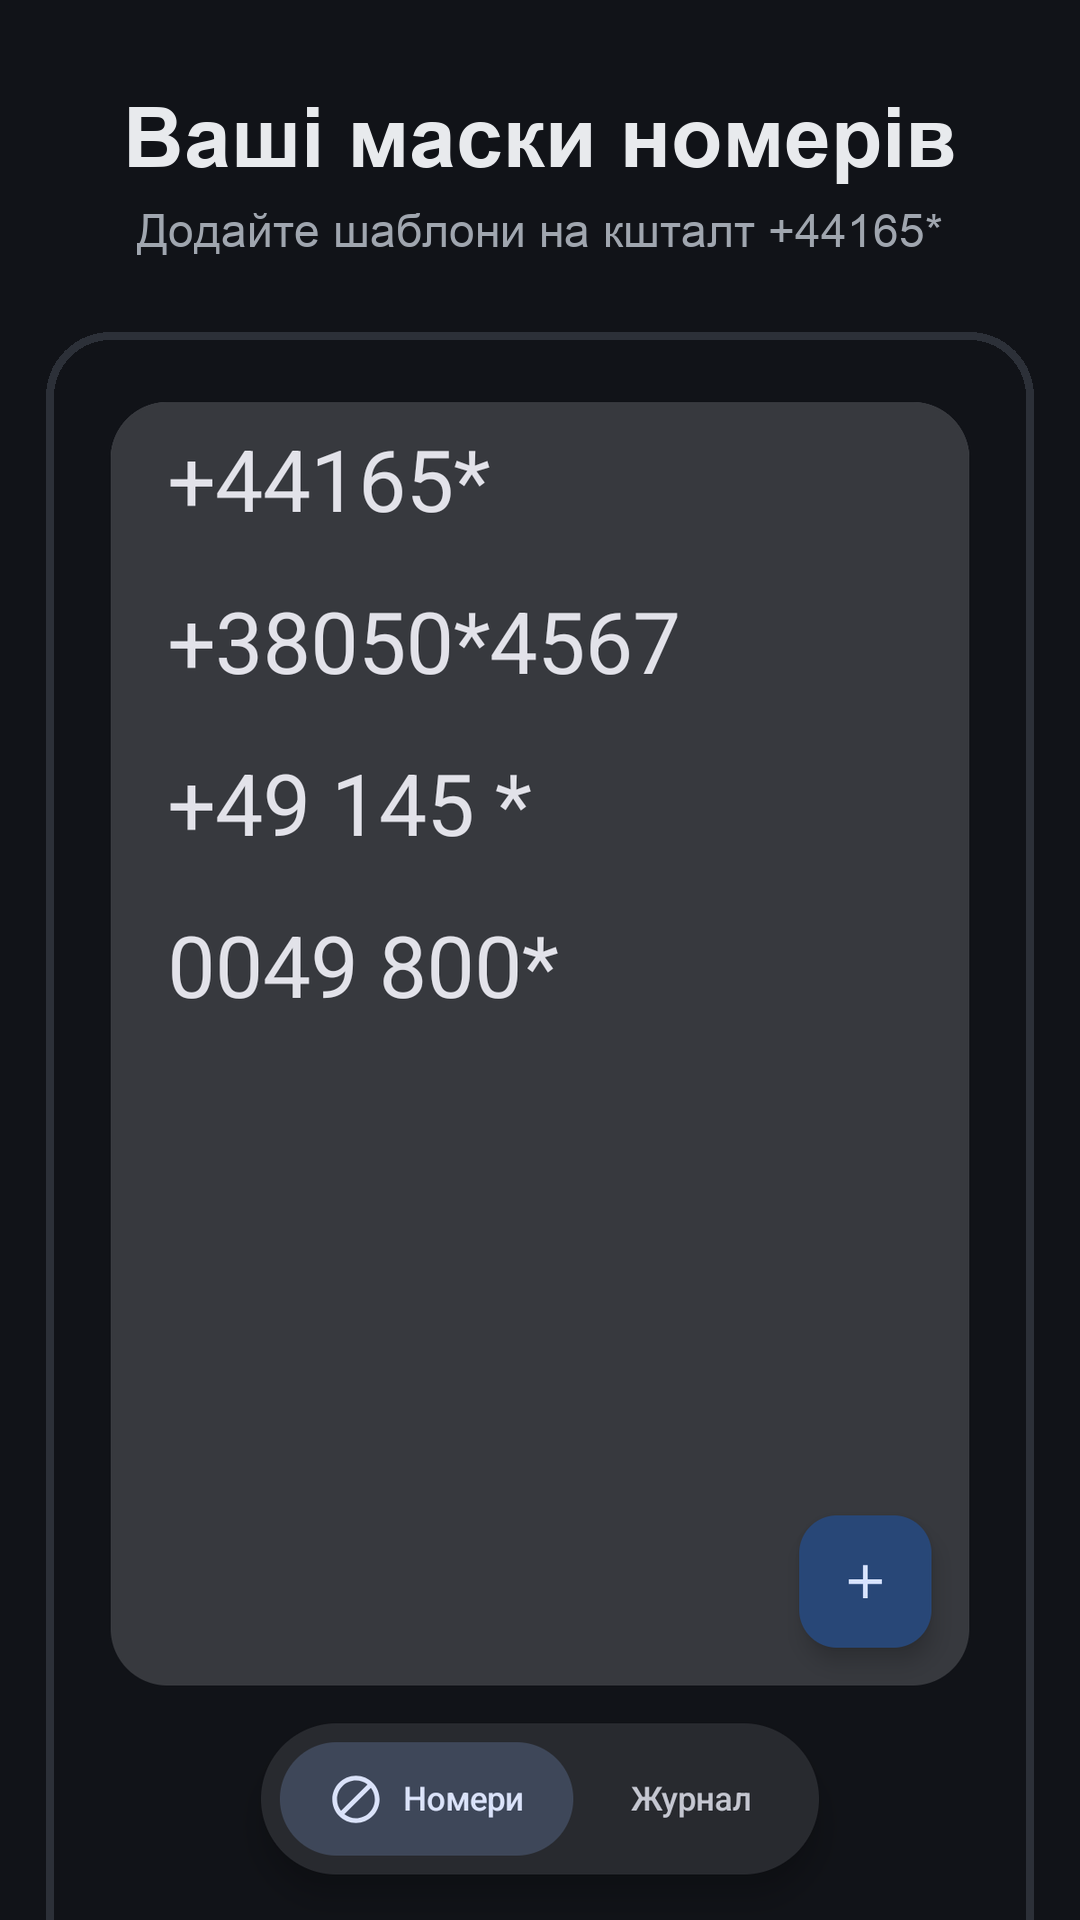 Ваші маски номерів
Додайте шаблони на кшталт +44165*
+44165*
+38050*4567
+49 145 *
0049 800*
+
Номери
Журнал